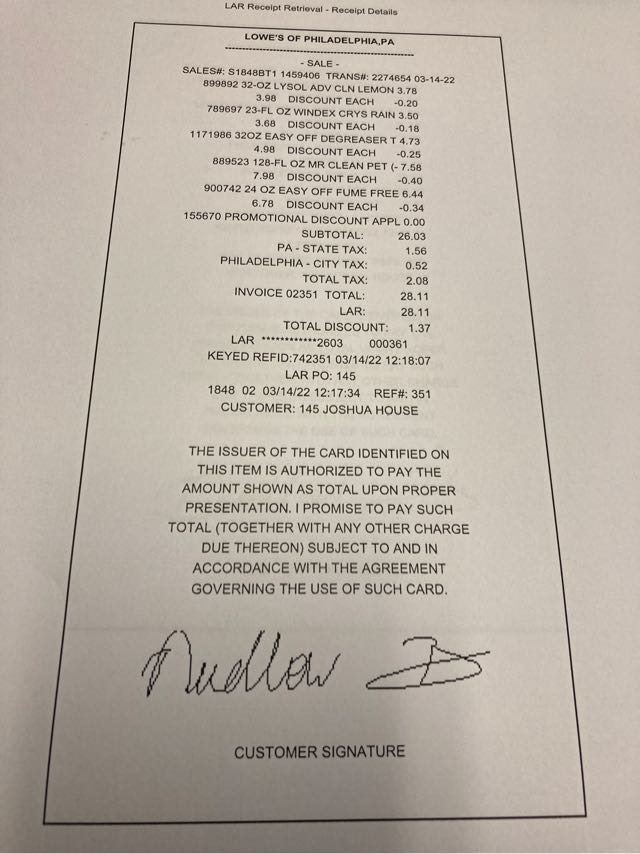 LAR Receipt Retrieval - Receipt Details
LOWE'S OF PHILADELPHIA,PA
- SALE -
SALES#: S1848BT1 1459406 TRANS#: 2274654 03-14-22
899892 32-OZ LYSOL ADV CLN LEMON 3.78
3.98 DISCOUNT EACH -0.20
789697 23-FL OZ WINDEX CRYS RAIN 3.50
3.68 DISCOUNT EACH -0.18
1171986 32OZ EASY OFF DEGREASER T 4.73
4.98 DISCOUNT EACH -0.25
889523 128-FL OZ MR CLEAN PET (- 7.58
7.98 DISCOUNT EACH -0.40
900742 24 OZ EASY OFF FUME FREE 6.44
6.78 DISCOUNT EACH -0.34
155670 PROMOTIONAL DISCOUNT APPL 0.00
SUBTOTAL: 26.03
PA - STATE TAX: 1.56
PHILADELPHIA - CITY TAX: 0.52
TOTAL TAX: 2.08
INVOICE 02351 TOTAL: 28.11
LAR: 28.11
TOTAL DISCOUNT: 1.37
LAR ************2603 000361
KEYED REFID:742351 03/14/22 12:18:07
LAR PO: 145
1848 02 03/14/22 12:17:34 REF#: 351
CUSTOMER: 145 JOSHUA HOUSE
THE ISSUER OF THE CARD IDENTIFIED ON
THIS ITEM IS AUTHORIZED TO PAY THE
AMOUNT SHOWN AS TOTAL UPON PROPER
PRESENTATION. I PROMISE TO PAY SUCH
TOTAL (TOGETHER WITH ANY OTHER CHARGE
DUE THEREON) SUBJECT TO AND IN
ACCORDANCE WITH THE AGREEMENT
GOVERNING THE USE OF SUCH CARD.
CUSTOMER SIGNATURE